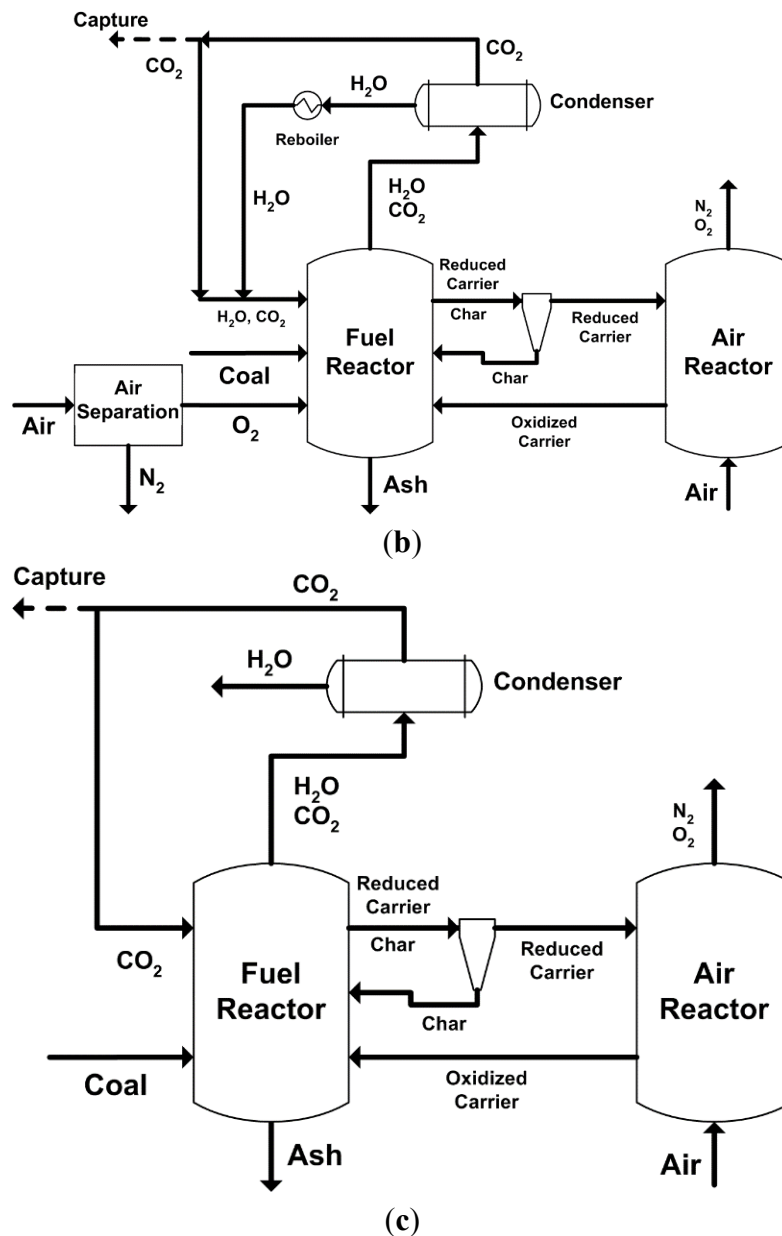 Capture
CO₂
CO₂
H₂O
Condenser
Reboiler
H₂O
H₂O
CO₂
N₂
O₂
Reduced
Carrier
Char
H₂O, CO₂
Fuel
Reactor
Reduced
Carrier
Air
Reactor
Coal
Char
Air
Separation
Air
O₂
Oxidized
Carrier
N₂
Ash
Air
(b)
Capture
CO₂
H₂O
Condenser
H₂O
CO₂
N₂
O₂
Reduced
Carrier
Char
CO₂
Fuel
Reactor
Reduced
Carrier
Air
Reactor
Char
Coal
Oxidized
Carrier
Ash
Air
(c)